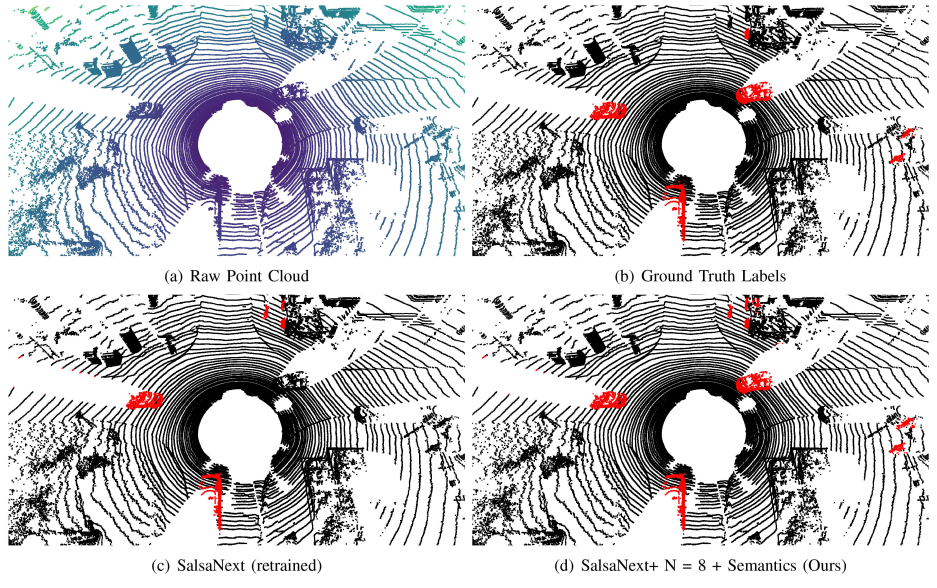 (a) Raw Point Cloud
(b) Ground Truth Labels
(c) SalsaNext (retrained)
(d) SalsaNext+ N = 8 + Semantics (Ours)